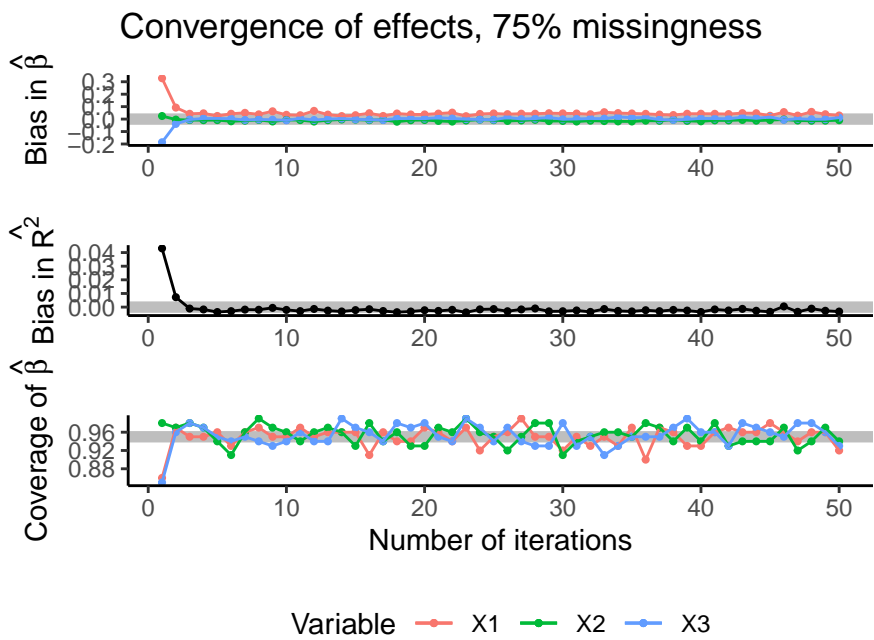 Convergence of effects, 75% missingness
Bias in β̂
0.3
0.2
0.1
0.0
−0.1
−0.2
0 10 20 30 40 50
Bias in R̂²
0.04
0.03
0.02
0.01
0.00
0 10 20 30 40 50
Coverage of β̂
0.96
0.92
0.88
0 10 20 30 40 50
Number of iterations
Variable X1 X2 X3